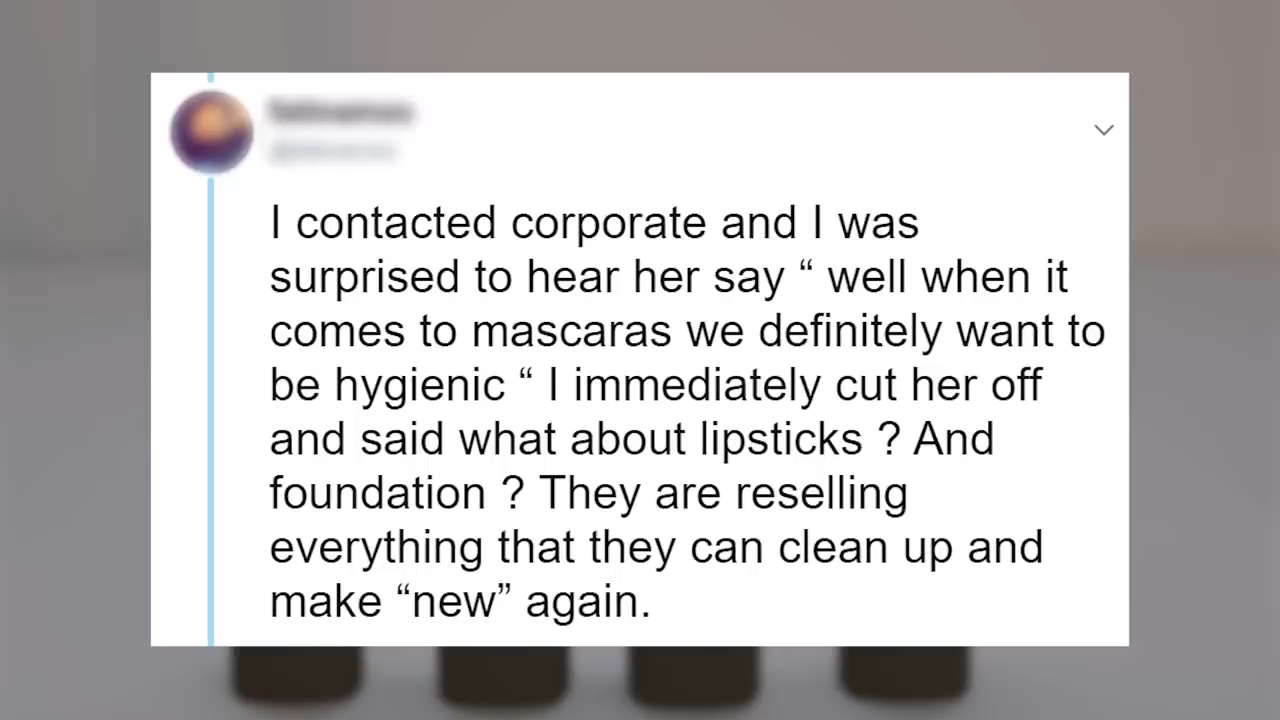 I contacted corporate and I was
surprised to hear her say “ well when it
comes to mascaras we definitely want to
be hygienic “ I immediately cut her off
and said what about lipsticks ? And
foundation ? They are reselling
everything that they can clean up and
make “new” again.